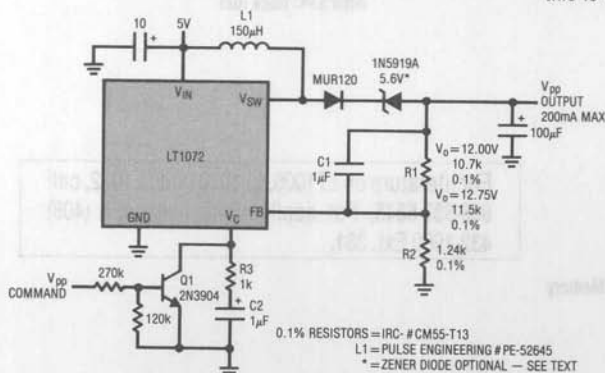 10
5V
L1
150µH
MUR120
1N5919A
5.6V*
VIN
VSW
LT1072
GND
VC
FB
Vpp
OUTPUT
200mA MAX
100µF
C1
1µF
R1
VO=12.00V
10.7k
0.1%
VO=12.75V
11.5k
0.1%
R2
1.24k
0.1%
Vpp
COMMAND
270k
120k
Q1
2N3904
R3
1k
C2
1µF
0.1% RESISTORS=IRC-#CM55-T13
L1=PULSE ENGINEERING #PE-52645
*=ZENER DIODE OPTIONAL — SEE TEXT